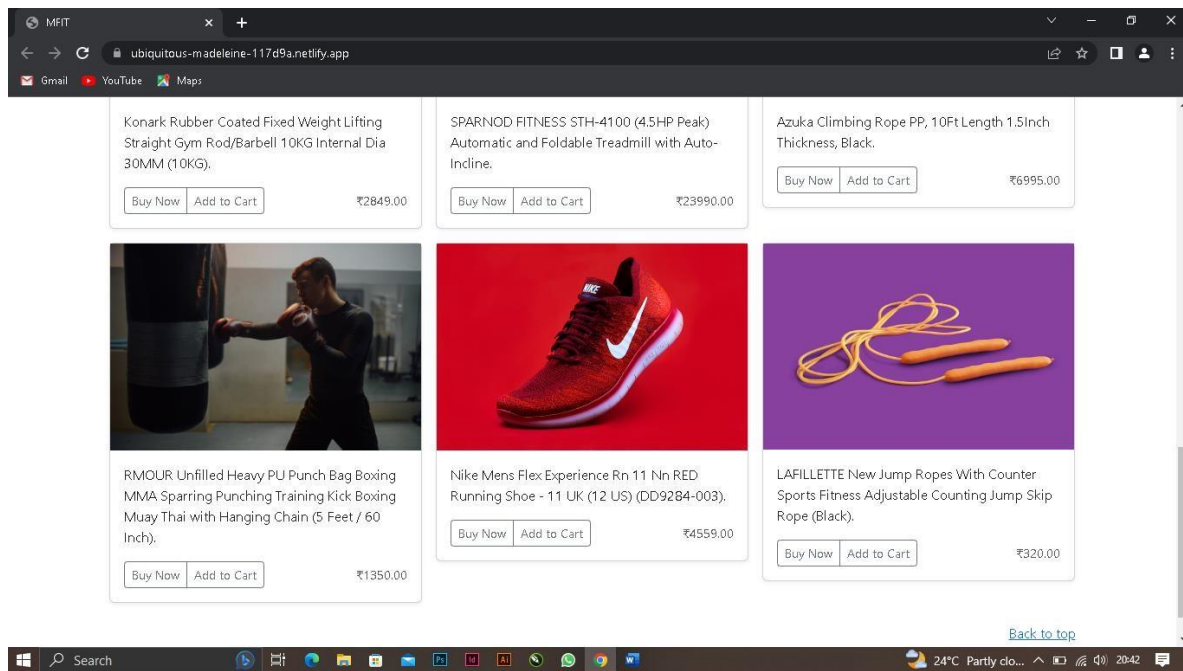 MFIT
ubiquitous-madeleine-117d9a.netlify.app
Gmail YouTube Maps
Konark Rubber Coated Fixed Weight Lifting
Straight Gym Rod/Barbell 10KG Internal Dia
30MM (10KG).
Buy Now Add to Cart ₹2849.00
SPARNOD FITNESS STH-4100 (4.5HP Peak)
Automatic and Foldable Treadmill with Auto-
Incline.
Buy Now Add to Cart ₹23990.00
Azuka Climbing Rope PP, 10Ft Length 1.5Inch
Thickness, Black.
Buy Now Add to Cart ₹6995.00
RMOUR Unfilled Heavy PU Punch Bag Boxing
MMA Sparring Punching Training Kick Boxing
Muay Thai with Hanging Chain (5 Feet / 60
Inch).
Buy Now Add to Cart ₹1350.00
NIKE
Nike Mens Flex Experience Rn 11 Nn RED
Running Shoe - 11 UK (12 US) (DD9284-003).
Buy Now Add to Cart ₹4559.00
LAFILLETTE New Jump Ropes With Counter
Sports Fitness Adjustable Counting Jump Skip
Rope (Black).
Buy Now Add to Cart ₹320.00
Back to top
Search Ps Id Ai 24°C Partly clo... 20:42